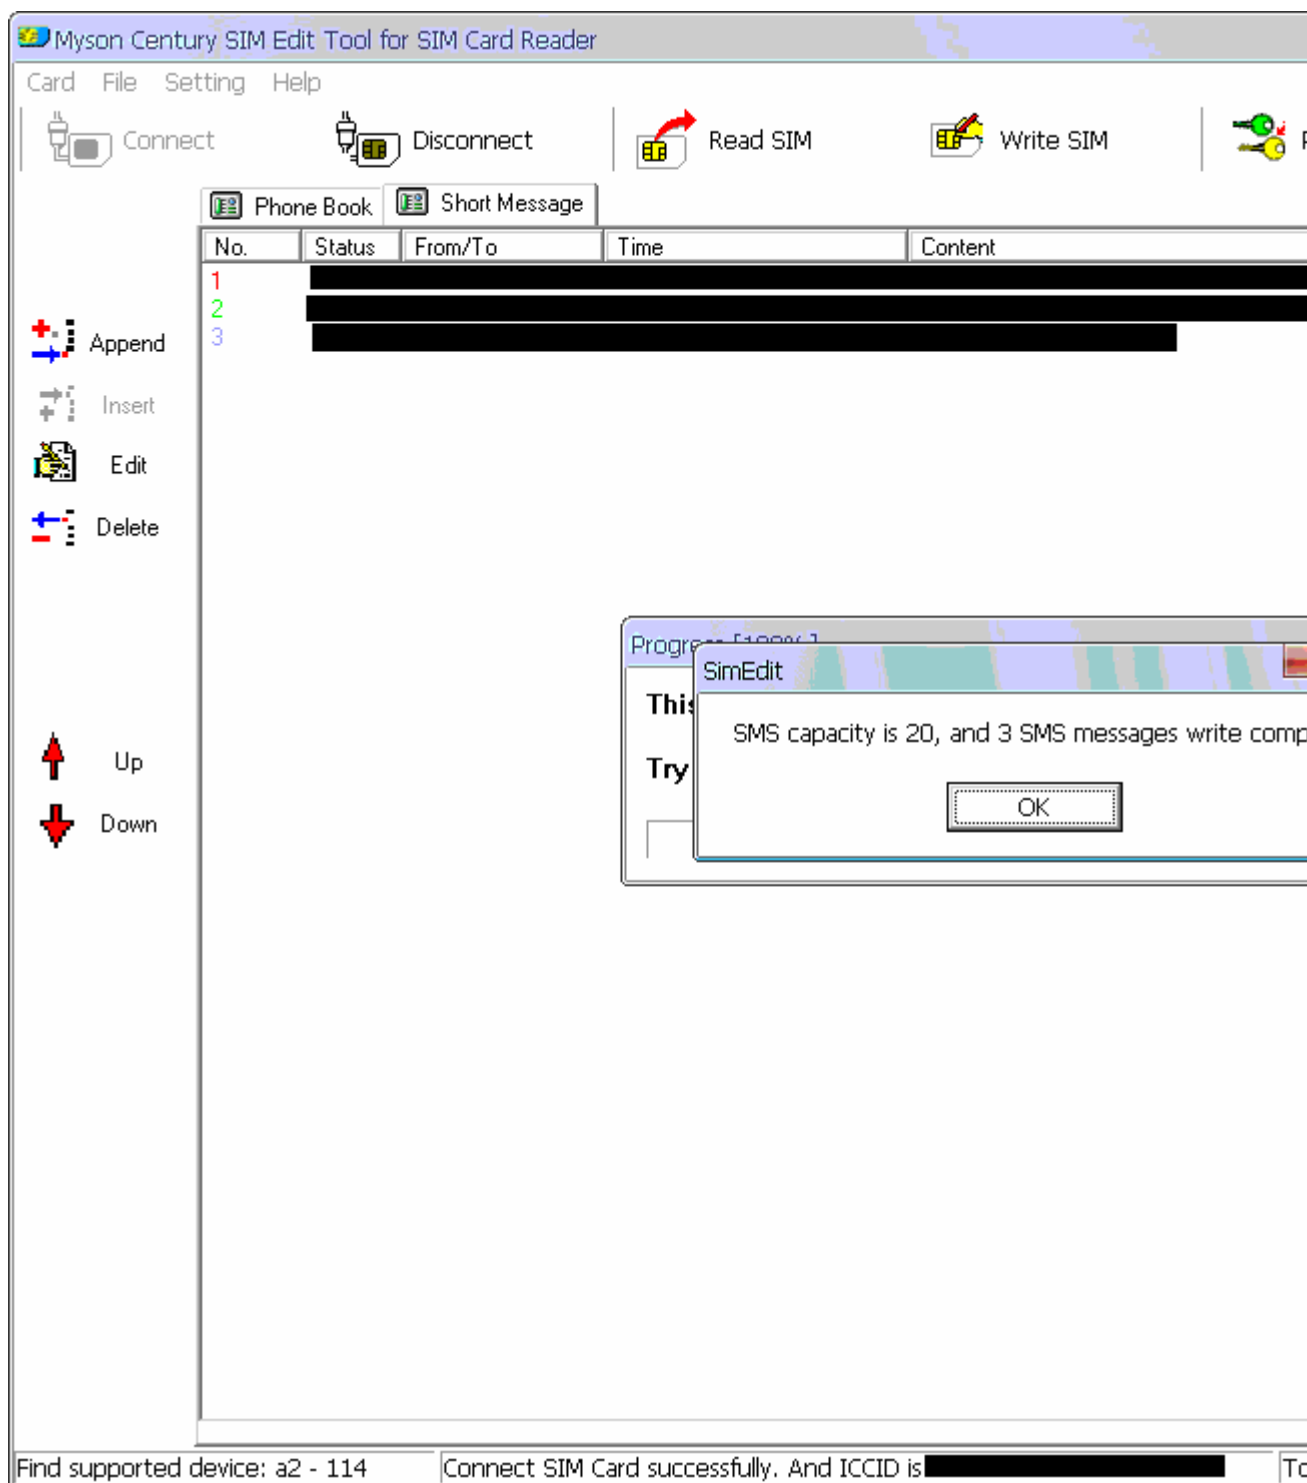 Myson Century SIM Edit Tool for SIM Card Reader
Card File Setting Help
Connect Disconnect Read SIM Write SIM
Phone Book Short Message
No. Status From/To Time Content
1
2
3
Append
Insert
Edit
Delete
Progress [100% ]
SimEdit
This
SMS capacity is 20, and 3 SMS messages write comp
Try
OK
Up
Down
Find supported device: a2 - 114 Connect SIM Card successfully. And ICCID is To